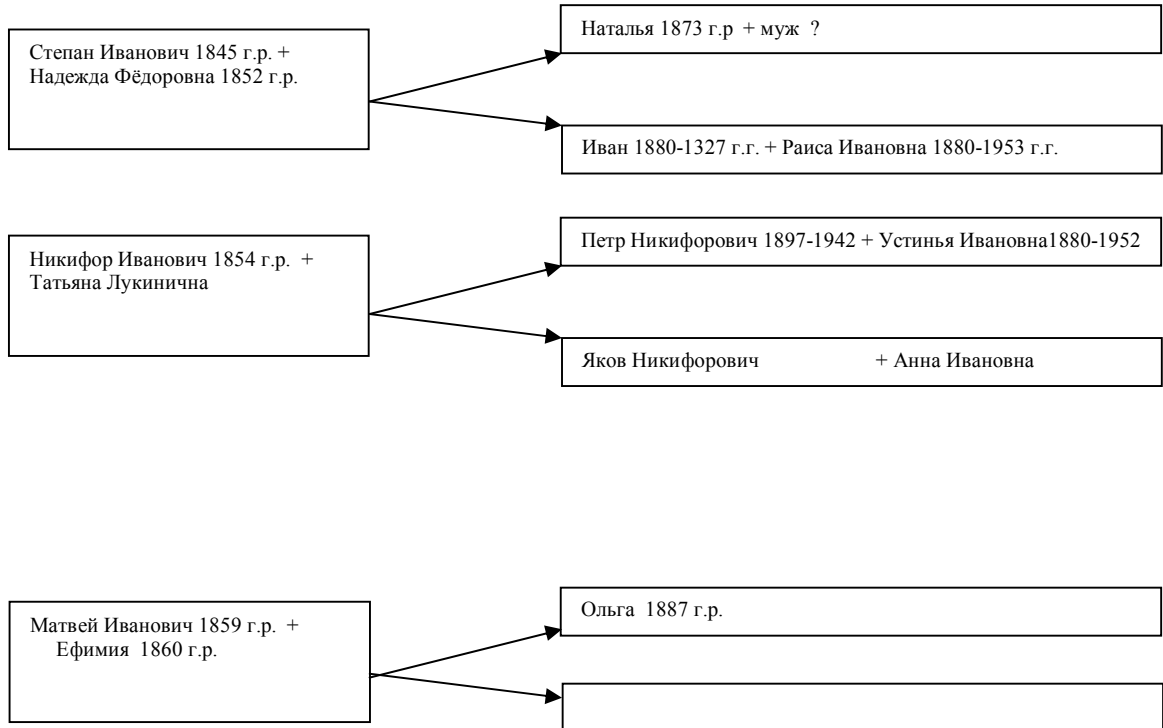 Наталья 1873 г.р  + муж  ?
Степан Иванович 1845 г.р. +
Надежда Фёдоровна 1852 г.р.
Иван 1880-1327 г.г. + Раиса Ивановна 1880-1953 г.г.
Петр Никифорович 1897-1942 + Устинья Ивановна1880-1952
Никифор Иванович 1854 г.р.  +
Татьяна Лукинична
Яков Никифорович + Анна Ивановна
Ольга  1887 г.р.
Матвей Иванович 1859 г.р.  +
Ефимия  1860 г.р.